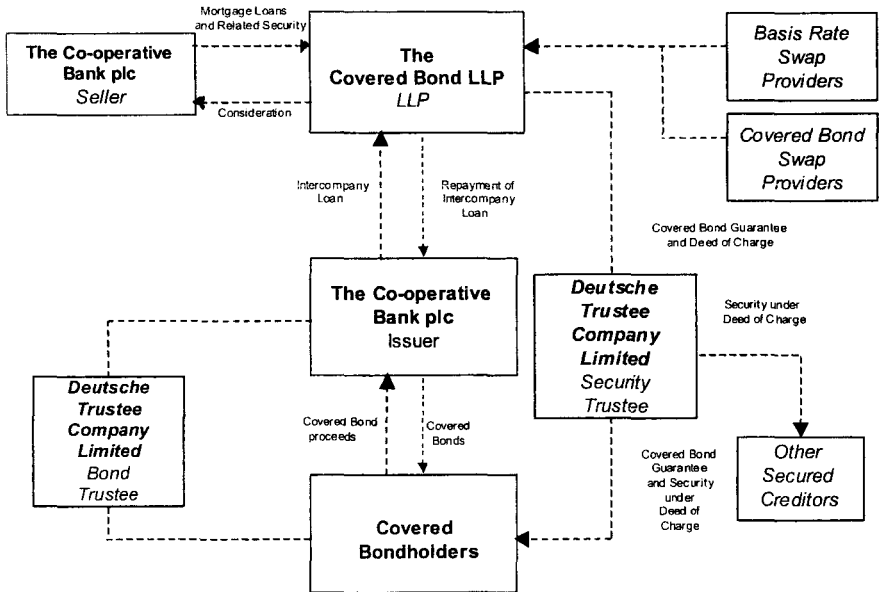 Mortgage Loans
and Related Security
The Co-operative
Bank plc
Seller
Consideration
The
Covered Bond LLP
LLP
Basis Rate
Swap
Providers
Covered Bond
Swap
Providers
Intercompany
Loan
Repayment of
Intercompany
Loan
Covered Bond Guarantee
and Deed of Charge
The Co-operative
Bank plc
Issuer
Deutsche
Trustee
Company
Limited
Security
Trustee
Security under
Deed of Charge
Deutsche
Trustee
Company
Limited
Bond
Trustee
Covered Bond
proceeds
Covered
Bonds
Covered Bond
Guarantee
and Security
under
Deed of
Charge
Other
Secured
Creditors
Covered
Bondholders